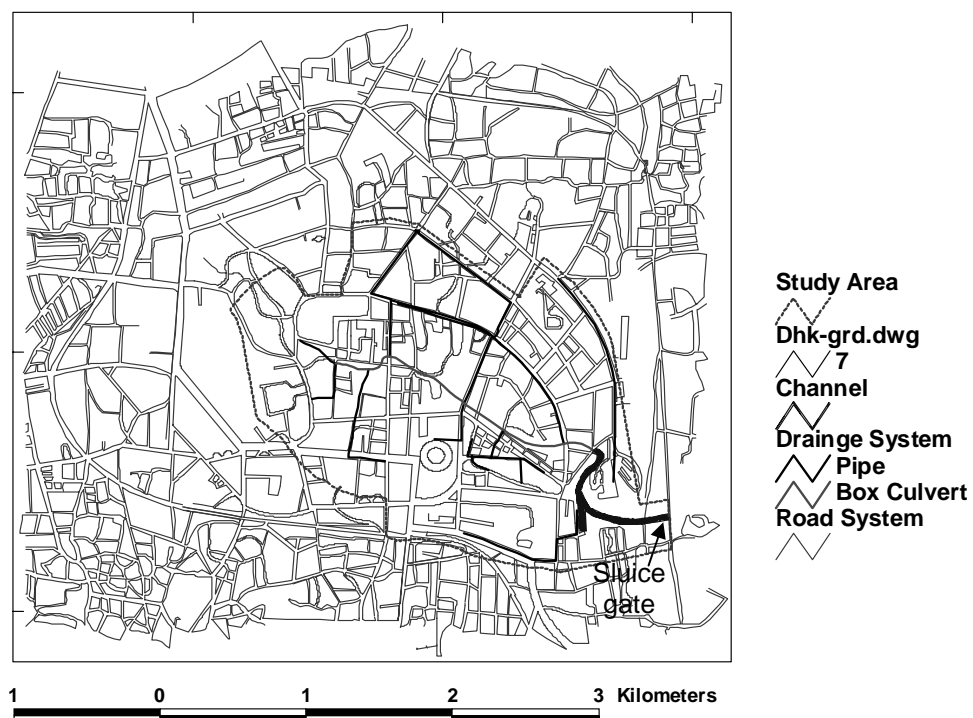 Study Area
Dhk-grd.dwg
7
Channel
Drainge System
Pipe
Box Culvert
Road System
Sluice
gate
1 0 1 2 3 Kilometers